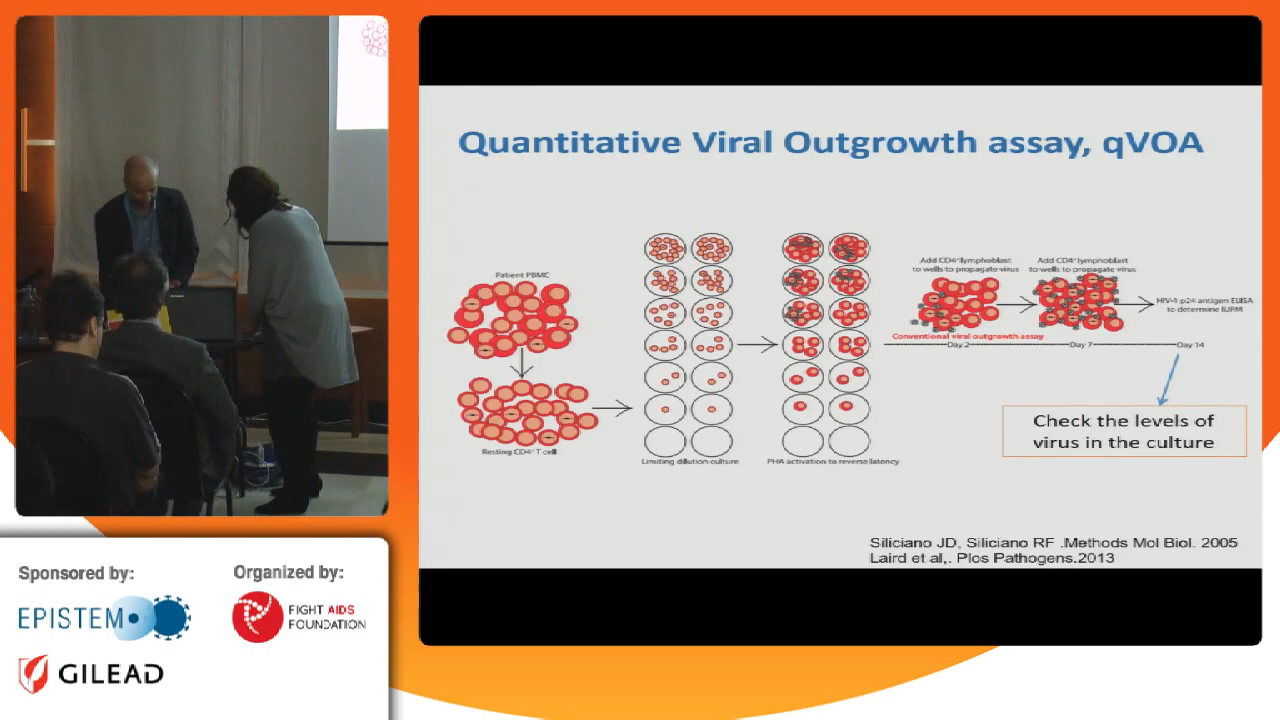 Quantitative Viral Outgrowth assay, qVOA
Patient PBMC
Resting CD4⁺ T cell
Limiting dilution culture
PHA activation to reverse latency
Add CD4⁺lymphoblast
to wells to propagate virus
Add CD4⁺lymphoblast
to wells to propagate virus
HIV-1 p24 antigen ELISA
to determine IUPM
Conventional viral outgrowth assay
Day 2
Day 7
Day 14
Check the levels of
virus in the culture
Siliciano JD, Siliciano RF .Methods Mol Biol. 2005
Laird et al,. Plos Pathogens.2013
Sponsored by:
EPISTEM
GILEAD
Organized by:
FIGHT AIDS
FOUNDATION